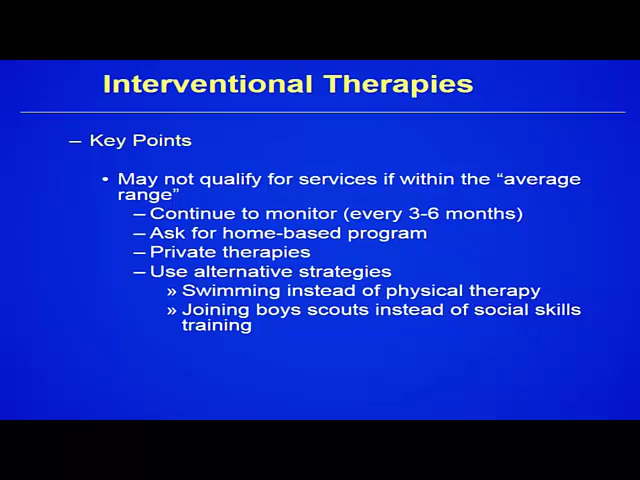 Interventional Therapies
– Key Points
• May not qualify for services if within the “average
range”
– Continue to monitor (every 3-6 months)
– Ask for home-based program
– Private therapies
– Use alternative strategies
» Swimming instead of physical therapy
» Joining boys scouts instead of social skills
training